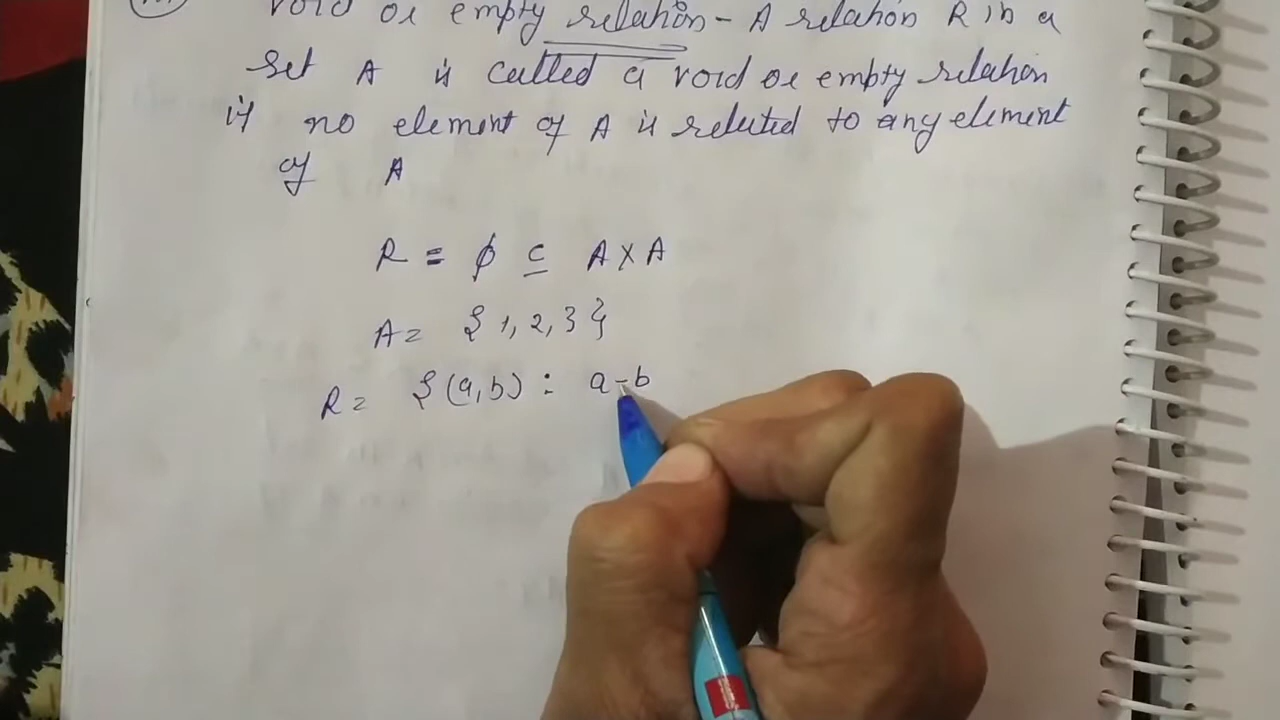 void or empty relation - A relation R in a
set A is called a void or empty relation
if no element of A is related to any element
of A
R = ϕ ⊆ A × A
A = {1, 2, 3}
R = {(a, b) : a - b